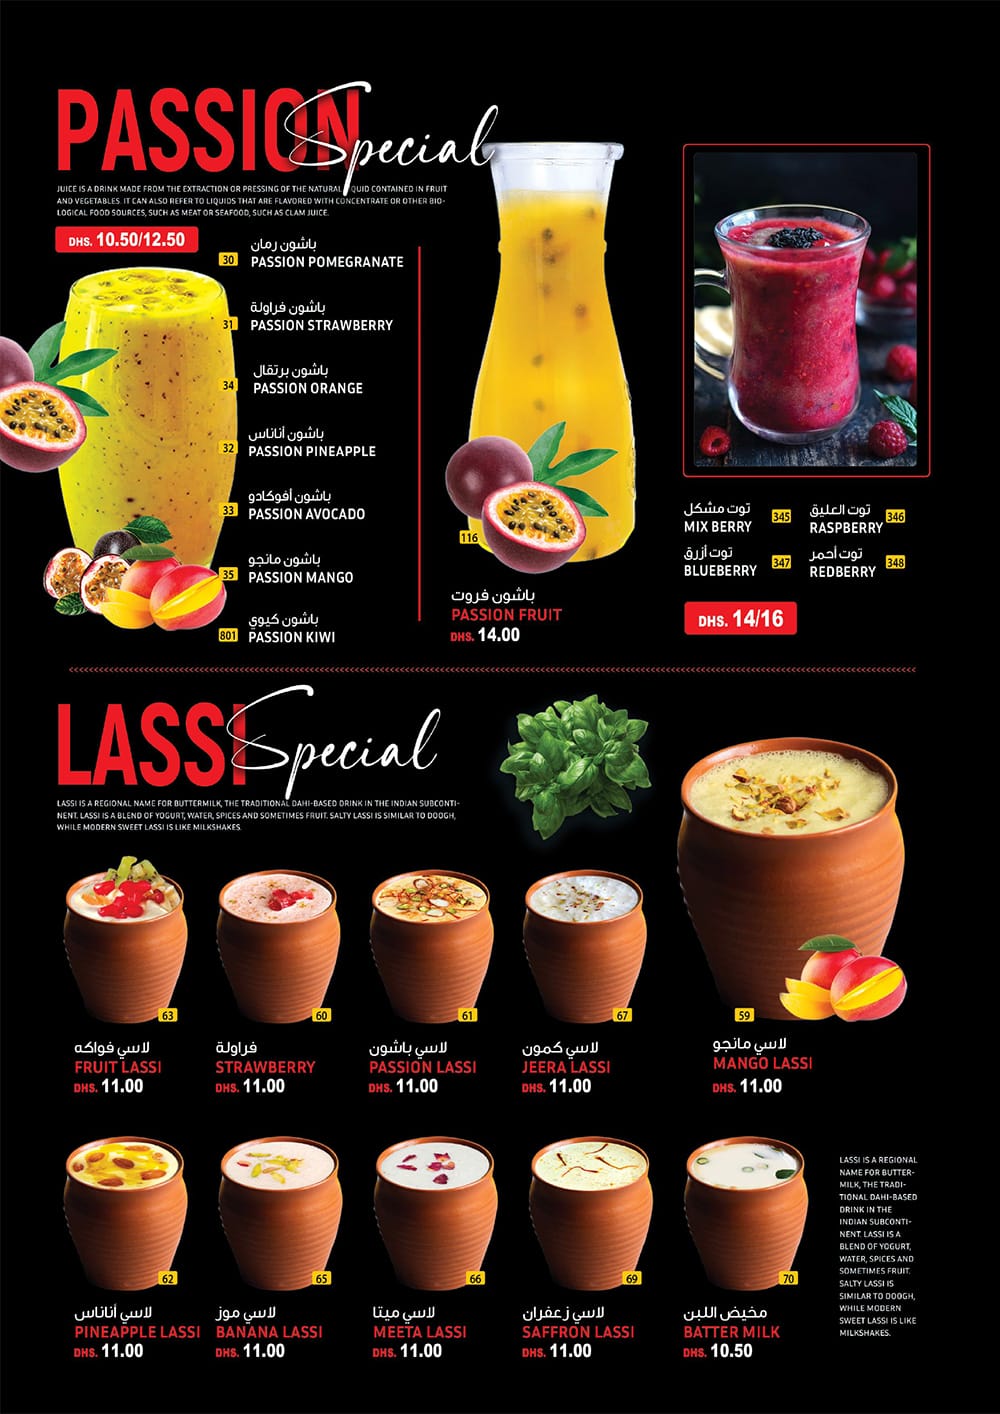 PASSION Special
JUICE IS A DRINK MADE FROM THE EXTRACTION OR PRESSING OF THE NATURAL QUID CONTAINED IN FRUIT
AND VEGETABLES. IT CAN ALSO REFER TO LIQUIDS THAT ARE FLAVORED WITH CONCENTRATE OR OTHER BIO-
LOGICAL FOOD SOURCES, SUCH AS MEAT OR SEAFOOD, SUCH AS CLAM JUICE.
DHS. 10.50/12.50
باشون رمان
30 PASSION POMEGRANATE
باشون فراولة
31 PASSION STRAWBERRY
باشون برتقال
34 PASSION ORANGE
باشون أناناس
32 PASSION PINEAPPLE
باشون أفوكادو
33 PASSION AVOCADO
باشون مانجو
35 PASSION MANGO
باشون كيوي
801 PASSION KIWI
116
باشون فروت
PASSION FRUIT
DHS. 14.00
توت مشكل
MIX BERRY 345
توت العليق
RASPBERRY 346
توت أزرق
BLUEBERRY 347
توت أحمر
REDBERRY 348
DHS. 14/16
LASSI Special
LASSI IS A REGIONAL NAME FOR BUTTERMILK, THE TRADITIONAL DAHI-BASED DRINK IN THE INDIAN SUBCONTI-
NENT. LASSI IS A BLEND OF YOGURT, WATER, SPICES AND SOMETIMES FRUIT. SALTY LASSI IS SIMILAR TO DOOGH,
WHILE MODERN SWEET LASSI IS LIKE MILKSHAKES.
63
لاسي فواكه
FRUIT LASSI
DHS. 11.00
60
فراولة
STRAWBERRY
DHS. 11.00
61
لاسي باشون
PASSION LASSI
DHS. 11.00
67
لاسي كمون
JEERA LASSI
DHS. 11.00
59
لاسي مانجو
MANGO LASSI
DHS. 11.00
62
لاسي أناناس
PINEAPPLE LASSI
DHS. 11.00
65
لاسي موز
BANANA LASSI
DHS. 11.00
66
لاسي ميتا
MEETA LASSI
DHS. 11.00
69
لاسي زعفران
SAFFRON LASSI
DHS. 11.00
70
مخيض اللبن
BATTER MILK
DHS. 10.50
LASSI IS A REGIONAL
NAME FOR BUTTER-
MILK, THE TRADI-
TIONAL DAHI-BASED
DRINK IN THE
INDIAN SUBCONTI-
NENT. LASSI IS A
BLEND OF YOGURT,
WATER, SPICES AND
SOMETIMES FRUIT.
SALTY LASSI IS
SIMILAR TO DOOGH,
WHILE MODERN
SWEET LASSI IS LIKE
MILKSHAKES.